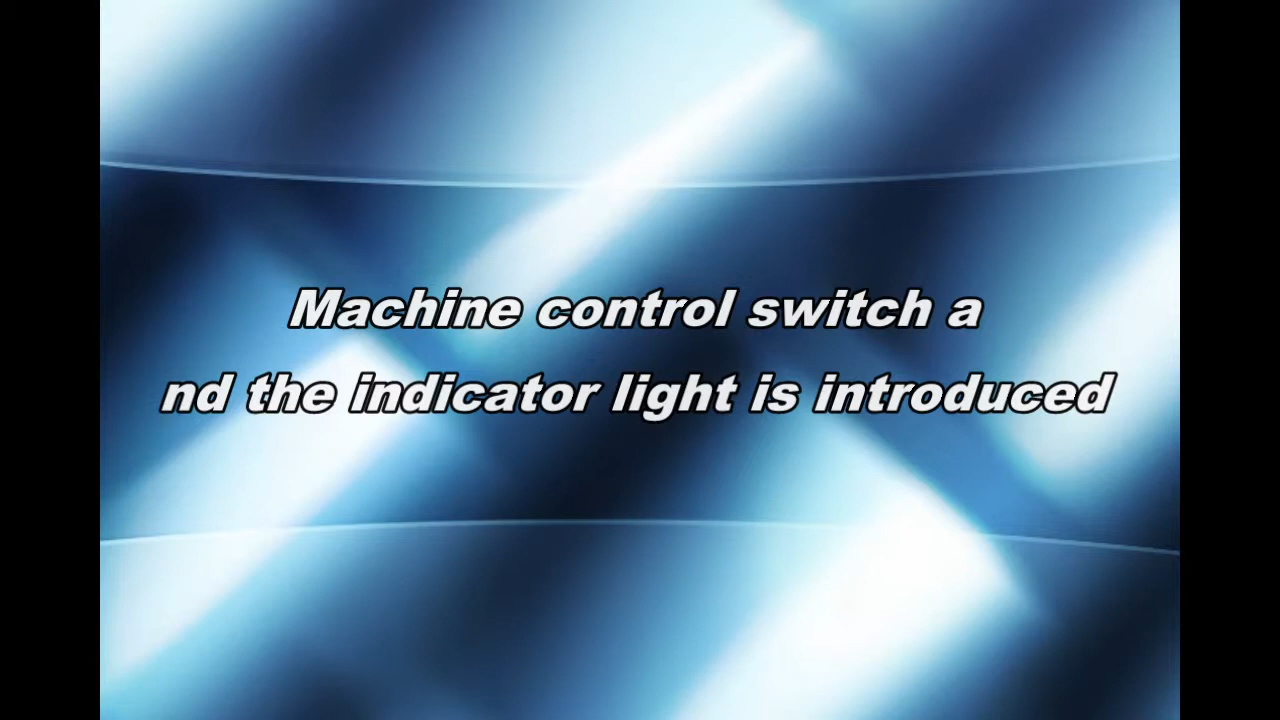 Machine control switch a
nd the indicator light is introduced